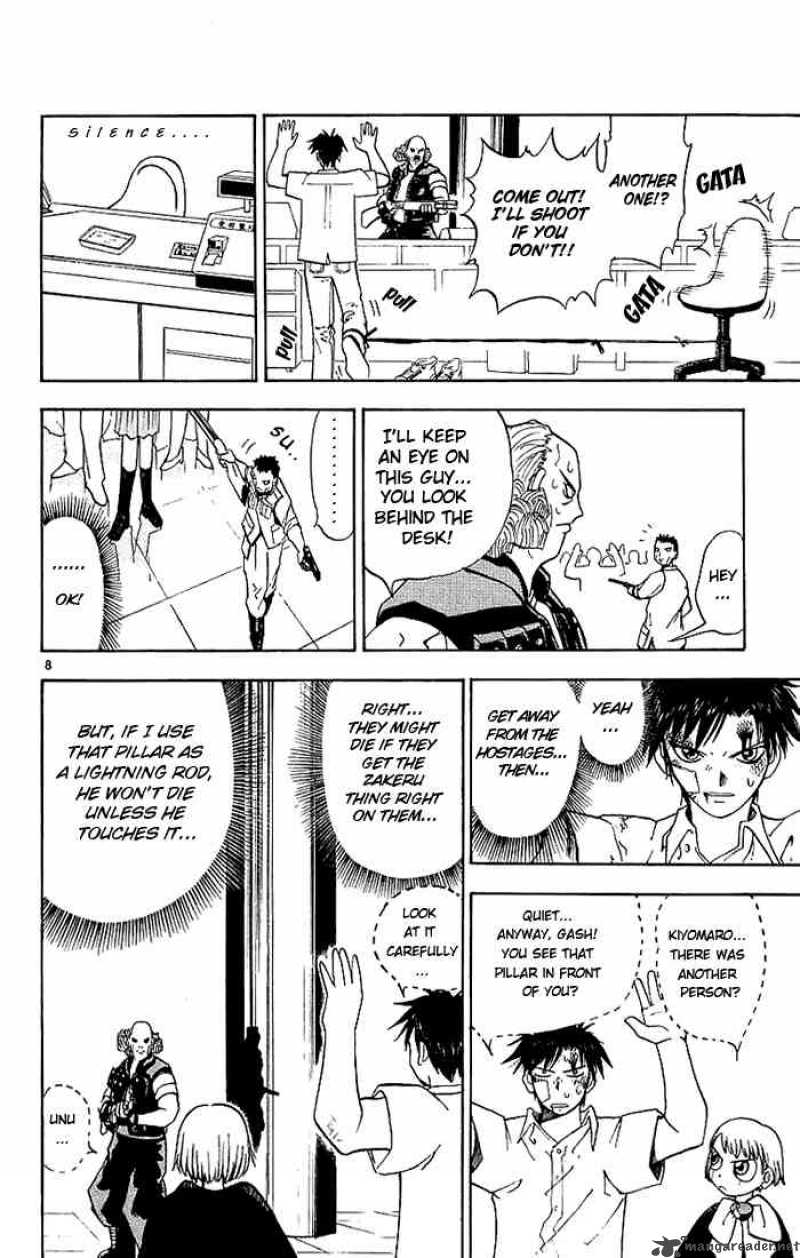 GATA
ANOTHER
ONE!?
COME OUT!
I'LL SHOOT
IF YOU
DON'T!!
GATA
pull
pull
silence....
HEY
...
I'LL KEEP
AN EYE ON
THIS GUY...
YOU LOOK
BEHIND THE
DESK!
.........
SU..
......
OK!
8
YEAH
...
GET AWAY
FROM THE
HOSTAGES...
THEN...
KIYOMARO...
THERE WAS
ANOTHER
PERSON?
QUIET...
ANYWAY, GASH!
YOU SEE THAT
PILLAR IN FRONT
OF YOU?
RIGHT...
THEY MIGHT
DIE IF THEY
GET THE
ZAKERU
THING RIGHT
ON THEM...
BUT, IF I USE
THAT PILLAR AS
A LIGHTNING ROD,
HE WON'T DIE
UNLESS HE
TOUCHES IT...
LOOK
AT IT
CAREFULLY
...
UNU
...
mangareader.net